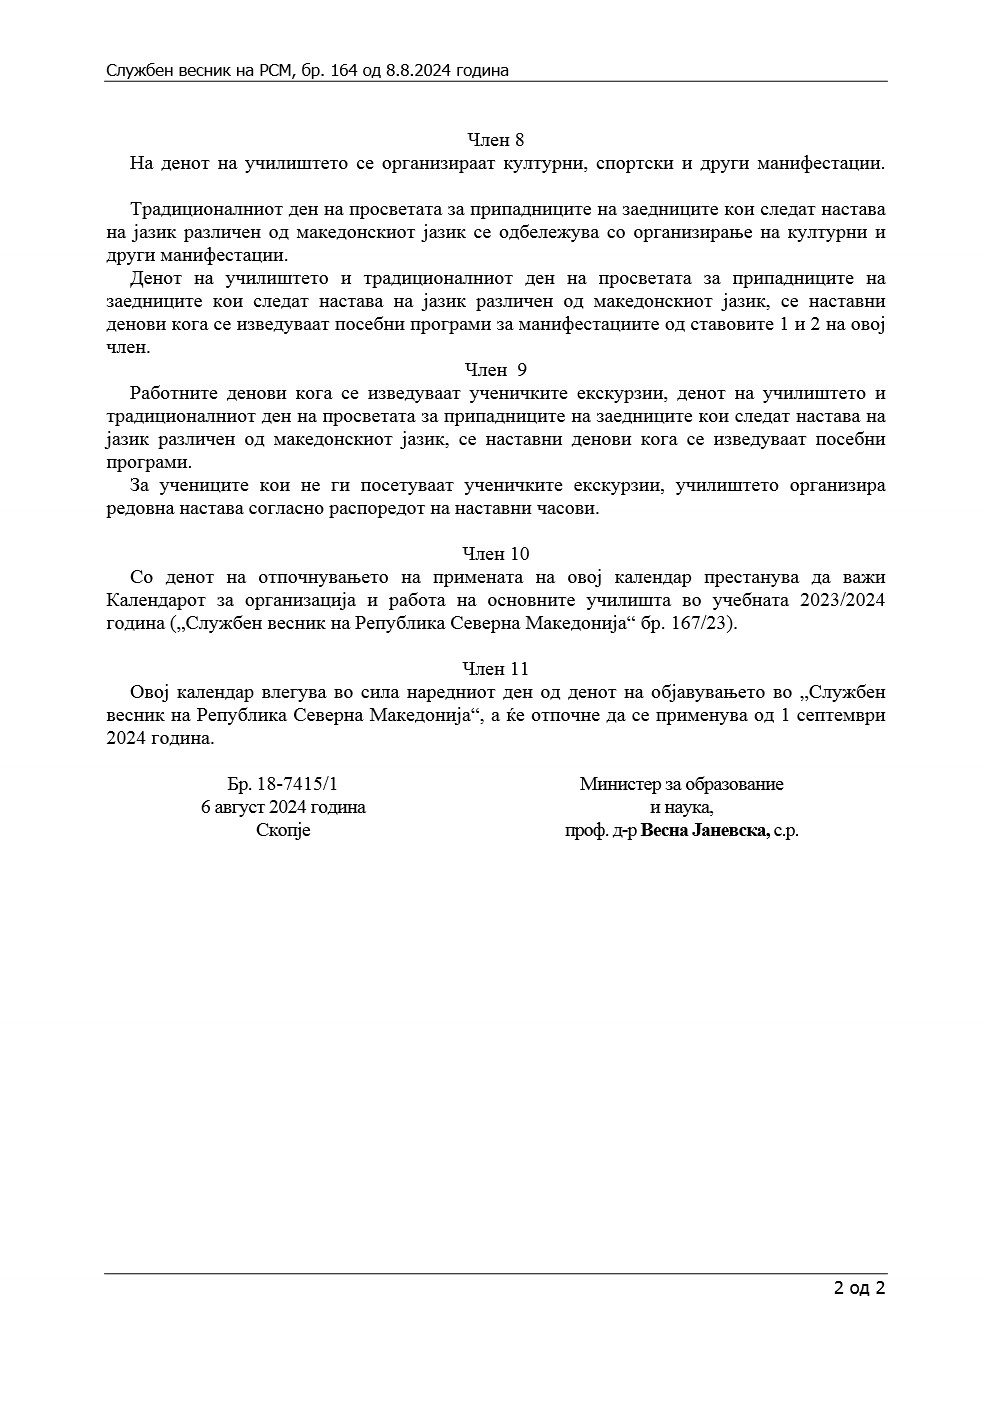 Службен весник на РСМ, бр. 164 од 8.8.2024 година
Член 8
На денот на училиштето се организираат културни, спортски и други манифестации.
Традиционалниот ден на просветата за припадниците на заедниците кои следат настава
на јазик различен од македонскиот јазик се одбележува со организирање на културни и
други манифестации.
Денот на училиштето и традиционалниот ден на просветата за припадниците на
заедниците кои следат настава на јазик различен од македонскиот јазик, се наставни
денови кога се изведуваат посебни програми за манифестациите од ставовите 1 и 2 на овој
член.
Член  9
Работните денови кога се изведуваат ученичките екскурзии, денот на училиштето и
традиционалниот ден на просветата за припадниците на заедниците кои следат настава на
јазик различен од македонскиот јазик, се наставни денови кога се изведуваат посебни
програми.
За учениците кои не ги посетуваат ученичките екскурзии, училиштето организира
редовна настава согласно распоредот на наставни часови.
Член 10
Со денот на отпочнувањето на примената на овој календар престанува да важи
Календарот за организација и работа на основните училишта во учебната 2023/2024
година („Службен весник на Република Северна Македонија“ бр. 167/23).
Член 11
Овој календар влегува во сила наредниот ден од денот на објавувањето во „Службен
весник на Република Северна Македонија“, а ќе отпочне да се применува од 1 септември
2024 година.
Бр. 18-7415/1
6 август 2024 година
Скопје
Министер за образование
и наука,
проф. д-р Весна Јаневска, с.р.
2 од 2